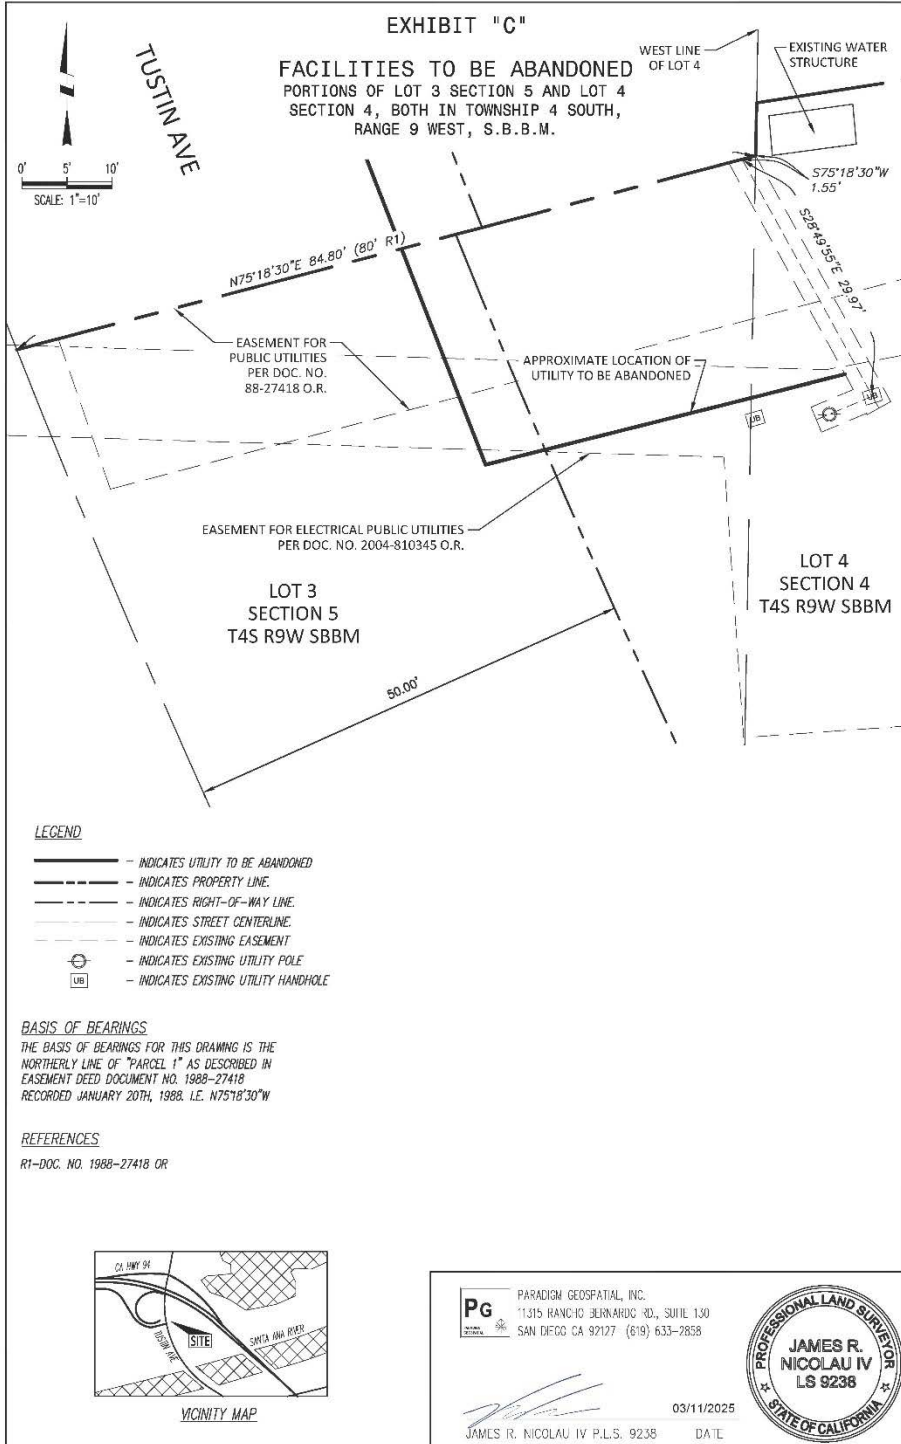 EXHIBIT "C"
FACILITIES TO BE ABANDONED
PORTIONS OF LOT 3 SECTION 5 AND LOT 4
SECTION 4, BOTH IN TOWNSHIP 4 SOUTH,
RANGE 9 WEST, S.B.B.M.
TUSTIN AVE
0' 5' 10'
SCALE: 1"=10'
WEST LINE
OF LOT 4
EXISTING WATER
STRUCTURE
S75°18'30"W
1.55'
S28°49'55"E 29.97'
N75°18'30"E 84.80' (80' R1)
EASEMENT FOR
PUBLIC UTILITIES
PER DOC. NO.
88-27418 O.R.
APPROXIMATE LOCATION OF
UTILITY TO BE ABANDONED
UB
UB
EASEMENT FOR ELECTRICAL PUBLIC UTILITIES
PER DOC. NO. 2004-810345 O.R.
LOT 3
SECTION 5
T4S R9W SBBM
LOT 4
SECTION 4
T4S R9W SBBM
50.00'
LEGEND
– INDICATES UTILITY TO BE ABANDONED
– INDICATES PROPERTY LINE.
– INDICATES RIGHT-OF-WAY LINE.
– INDICATES STREET CENTERLINE.
– INDICATES EXISTING EASEMENT
– INDICATES EXISTING UTILITY POLE
UB – INDICATES EXISTING UTILITY HANDHOLE
BASIS OF BEARINGS
THE BASIS OF BEARINGS FOR THIS DRAWING IS THE
NORTHERLY LINE OF "PARCEL 1" AS DESCRIBED IN
EASEMENT DEED DOCUMENT NO. 1988-27418
RECORDED JANUARY 20TH, 1988. I.E. N75°18'30"W
REFERENCES
R1-DOC. NO. 1988-27418 OR
CA HWY 94
TUSTIN AVE
SITE
SANTA ANA RIVER
VICINITY MAP
PG
PARADIGM GEOSPATIAL, INC.
11315 RANCHO BERNARDO RD., SUITE 130
SAN DIEGO CA 92127 (619) 633-2858
03/11/2025
JAMES R. NICOLAU IV P.L.S. 9238 DATE
PROFESSIONAL LAND SURVEYOR
JAMES R.
NICOLAU IV
LS 9238
STATE OF CALIFORNIA